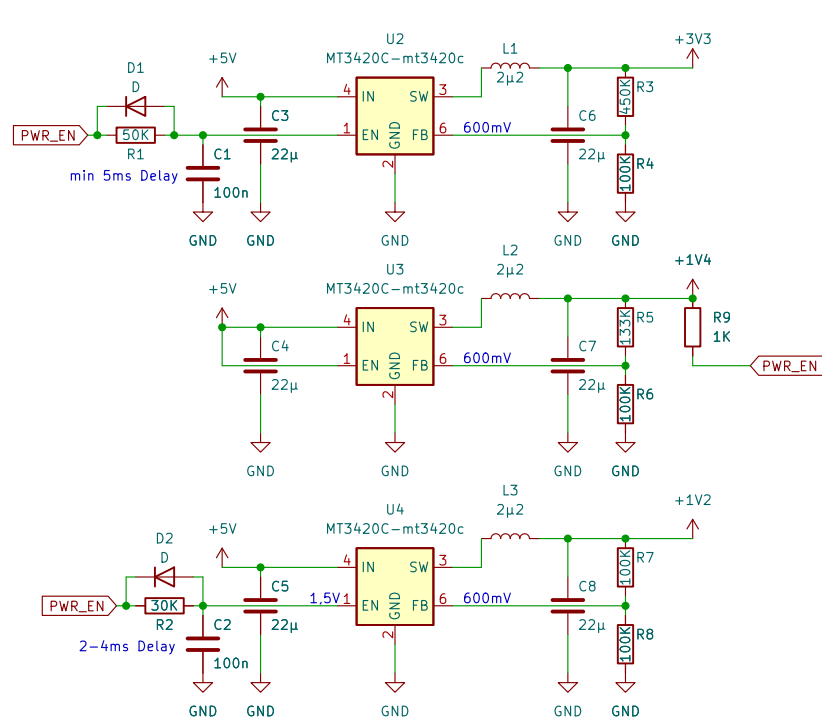 U2
MT3420C-mt3420c
+5V
L1
2µ2
+3V3
D1
D
4 IN
SW 3
R3
450K
C3
22µ
C6
22µ
PWR_EN
50K
R1
1 EN
GND
2
FB 6
600mV
min 5ms Delay
C1
100n
R4
100K
GND
GND
GND
GND
GND
U3
MT3420C-mt3420c
+5V
L2
2µ2
+1V4
4 IN
SW 3
R5
133K
R9
1K
C4
22µ
C7
22µ
1 EN
GND
2
FB 6
600mV
PWR_EN
R6
100K
GND
GND
GND
GND
U4
MT3420C-mt3420c
+5V
L3
2µ2
+1V2
D2
D
4 IN
SW 3
R7
100K
C5
22µ
C8
22µ
PWR_EN
30K
R2
1,5V
1 EN
GND
2
FB 6
600mV
2-4ms Delay
C2
100n
R8
100K
GND
GND
GND
GND
GND